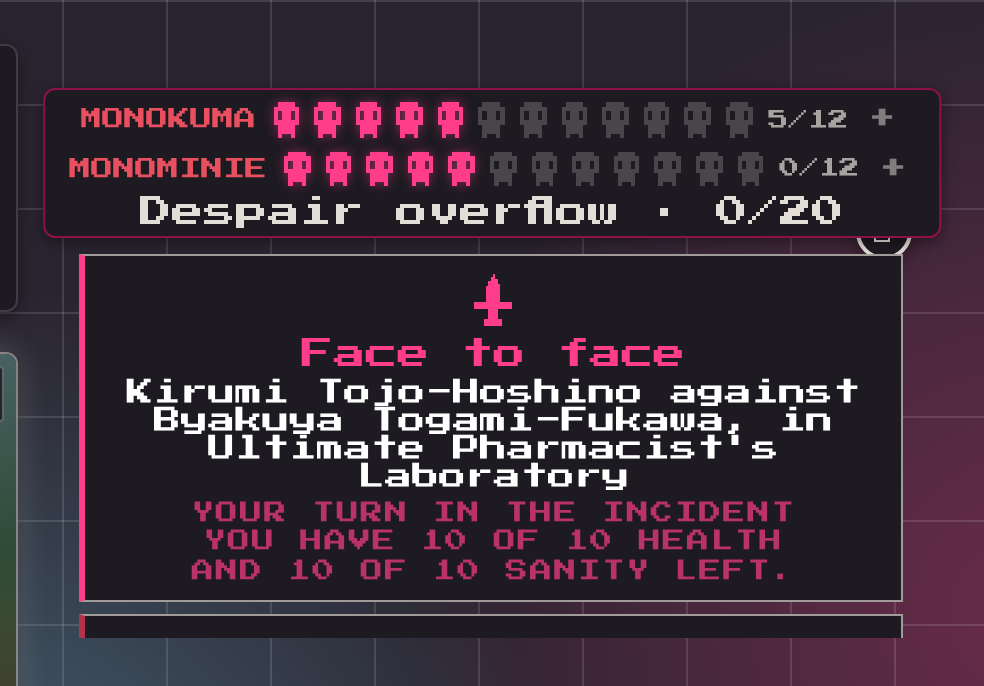 MONOKUMA 5/12 +
MONOMINIE 0/12 +
Despair overflow · 0/20
Face to face
Kirumi Tojo-Hoshino against
Byakuya Togami-Fukawa, in
Ultimate Pharmacist's
Laboratory
YOUR TURN IN THE INCIDENT
YOU HAVE 10 OF 10 HEALTH
AND 10 OF 10 SANITY LEFT.